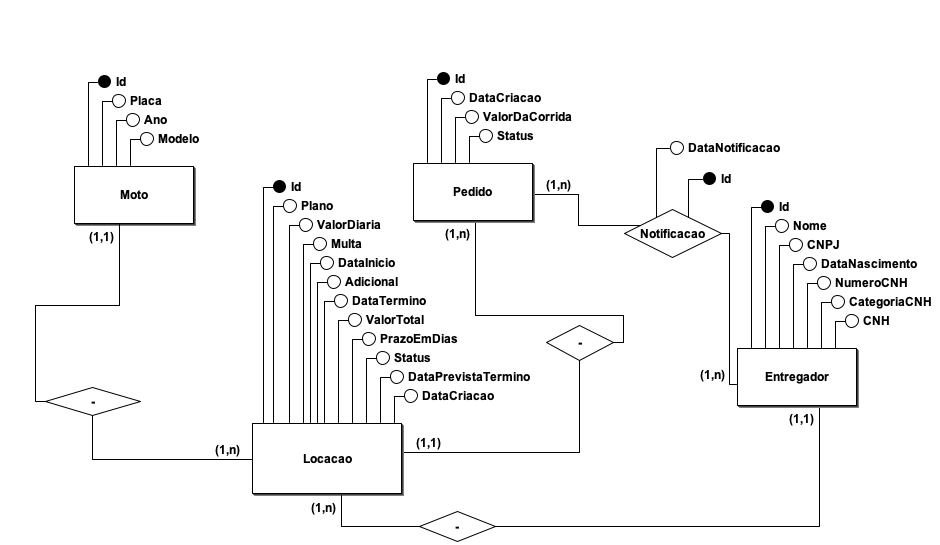 Id
Placa
Ano
Modelo
Moto
(1,1)
Id
DataCriacao
ValorDaCorrida
Status
Pedido
(1,n)
(1,n)
DataNotificacao
Id
Notificacao
Id
Plano
ValorDiaria
Multa
DataInicio
Adicional
DataTermino
ValorTotal
PrazoEmDias
Status
DataPrevistaTermino
DataCriacao
Locacao
(1,n)
(1,1)
(1,n)
Id
Nome
CNPJ
DataNascimento
NumeroCNH
CategoriaCNH
CNH
Entregador
(1,n)
(1,1)
-
-
-